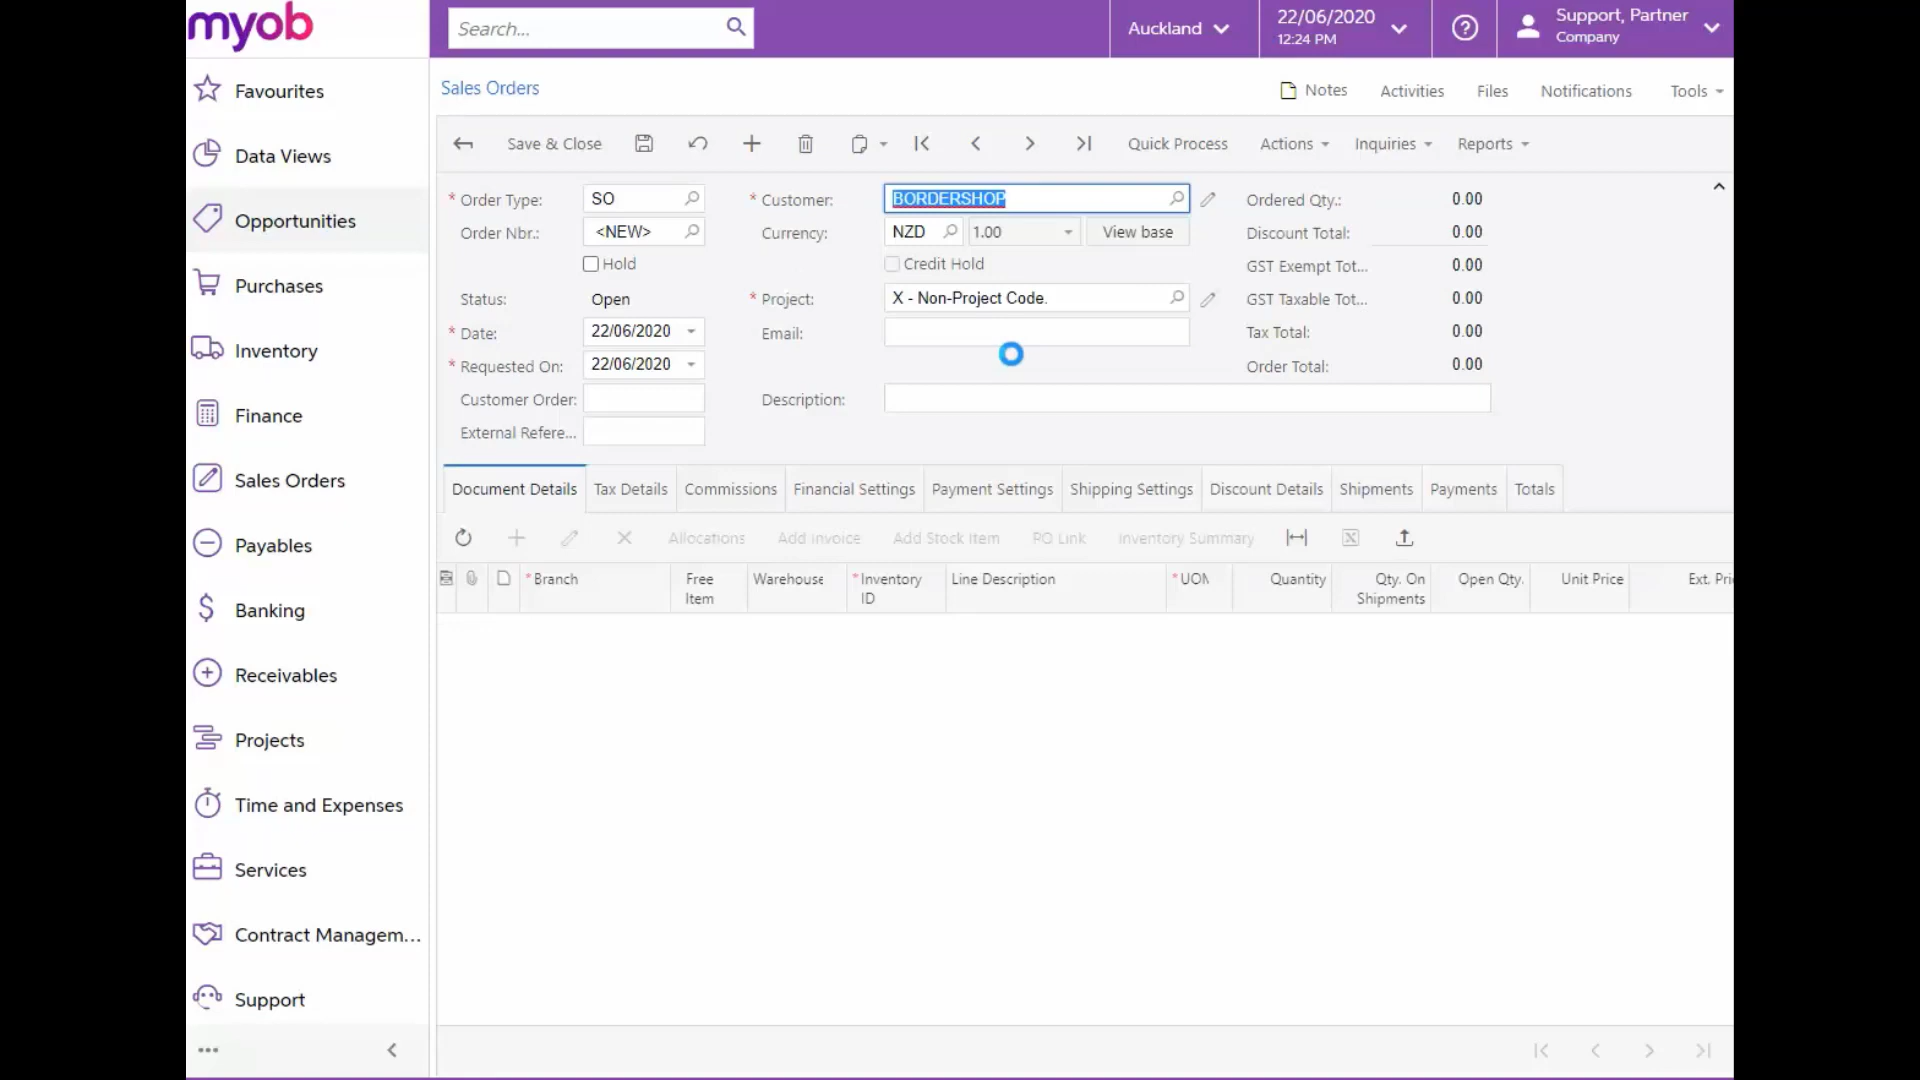 myob
Search...
Auckland
22/06/2020
12:24 PM
Support, Partner
Company
Favourites
Data Views
Opportunities
Purchases
Inventory
Finance
Sales Orders
Payables
Banking
Receivables
Projects
Time and Expenses
Services
Contract Managem...
Support
Sales Orders
Notes Activities Files Notifications Tools
Save & Close Quick Process Actions Inquiries Reports
* Order Type: SO * Customer: BORDERSHOP Ordered Qty.: 0.00
Order Nbr.: <NEW> Currency: NZD 1.00 View base Discount Total: 0.00
Hold Credit Hold GST Exempt Tot... 0.00
Status: Open * Project: X - Non-Project Code. GST Taxable Tot... 0.00
* Date: 22/06/2020 Email: Tax Total: 0.00
* Requested On: 22/06/2020 Order Total: 0.00
Customer Order: Description:
External Refere...
Document Details Tax Details Commissions Financial Settings Payment Settings Shipping Settings Discount Details Shipments Payments Totals
Allocations Add Invoice Add Stock Item PO Link Inventory Summary
* Branch Free Item Warehouse * Inventory ID Line Description * UOM Quantity Qty. On Shipments Open Qty. Unit Price Ext. Pri